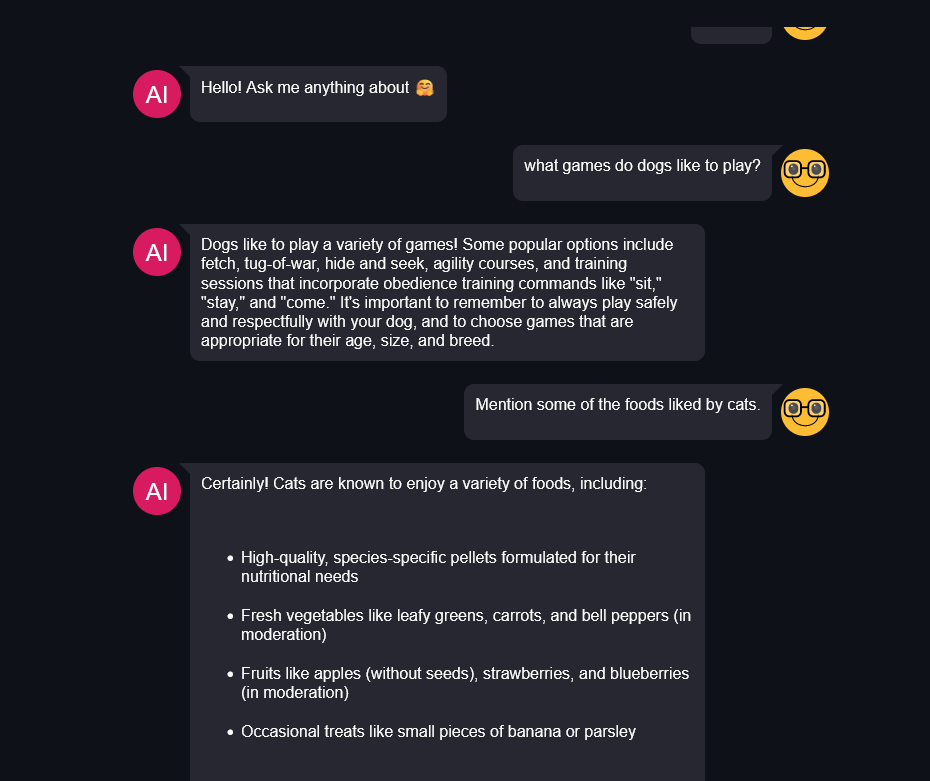 AI
Hello! Ask me anything about 🤗
what games do dogs like to play?
AI
Dogs like to play a variety of games! Some popular options include
fetch, tug-of-war, hide and seek, agility courses, and training
sessions that incorporate obedience training commands like "sit,"
"stay," and "come." It's important to remember to always play safely
and respectfully with your dog, and to choose games that are
appropriate for their age, size, and breed.
Mention some of the foods liked by cats.
AI
Certainly! Cats are known to enjoy a variety of foods, including:
• High-quality, species-specific pellets formulated for their
nutritional needs
• Fresh vegetables like leafy greens, carrots, and bell peppers (in
moderation)
• Fruits like apples (without seeds), strawberries, and blueberries
(in moderation)
• Occasional treats like small pieces of banana or parsley